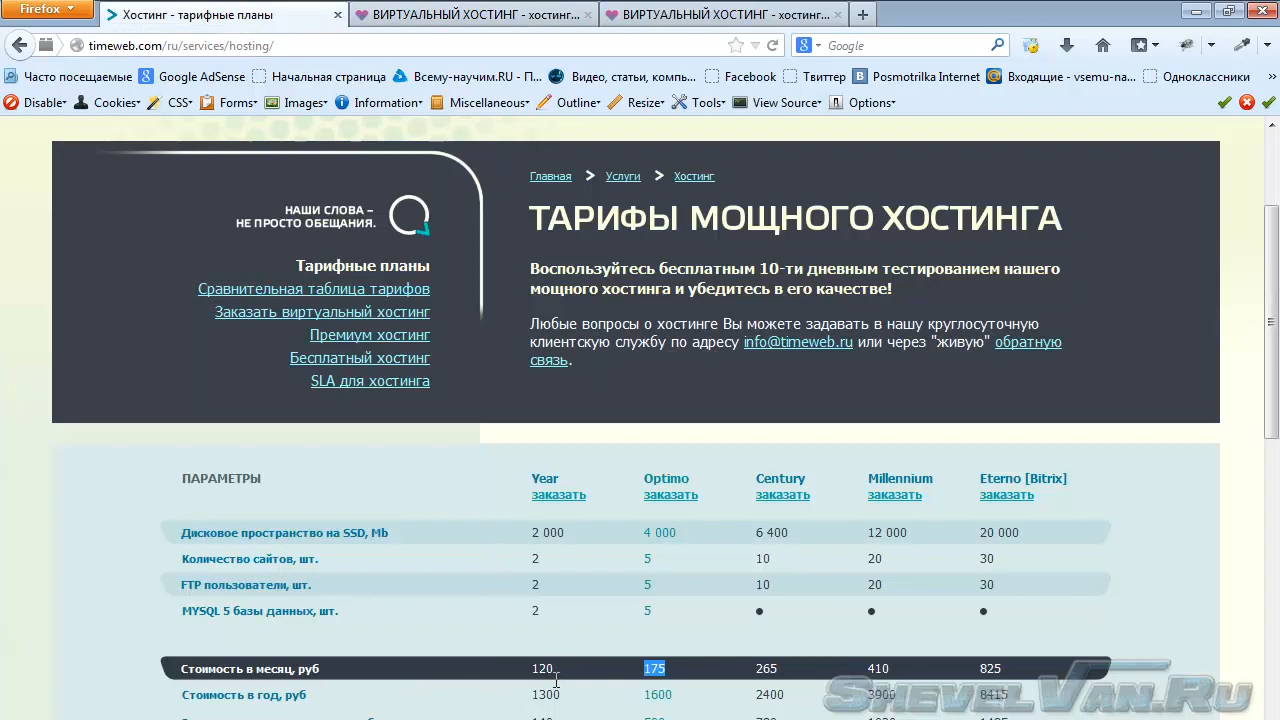 Firefox
Хостинг - тарифные планы
ВИРТУАЛЬНЫЙ ХОСТИНГ - хостинг...
ВИРТУАЛЬНЫЙ ХОСТИНГ - хостинг...
timeweb.com/ru/services/hosting/
Google
Часто посещаемые Google AdSense Начальная страница Всему-научим.RU - П... Видео, статьи, компь... Facebook Твиттер Posmotrilka Internet Входящие - vsemu-na... Одноклассники
Disable Cookies CSS Forms Images Information Miscellaneous Outline Resize Tools View Source Options
НАШИ СЛОВА –
НЕ ПРОСТО ОБЕЩАНИЯ.
Тарифные планы
Сравнительная таблица тарифов
Заказать виртуальный хостинг
Премиум хостинг
Бесплатный хостинг
SLA для хостинга
Главная Услуги Хостинг
ТАРИФЫ МОЩНОГО ХОСТИНГА
Воспользуйтесь бесплатным 10-ти дневным тестированием нашего
мощного хостинга и убедитесь в его качестве!
Любые вопросы о хостинге Вы можете задавать в нашу круглосуточную
клиентскую службу по адресу info@timeweb.ru или через "живую" обратную
связь.
ПАРАМЕТРЫ Year Optimo Century Millennium Eterno [Bitrix]
заказать заказать заказать заказать заказать
Дисковое пространство на SSD, Mb 2 000 4 000 6 400 12 000 20 000
Количество сайтов, шт. 2 5 10 20 30
FTP пользователи, шт. 2 5 10 20 30
MYSQL 5 базы данных, шт. 2 5 • • •
Стоимость в месяц, руб 120 175 265 410 825
Стоимость в год, руб 1300 1600 2400 3900 8415
ShevelVan.Ru